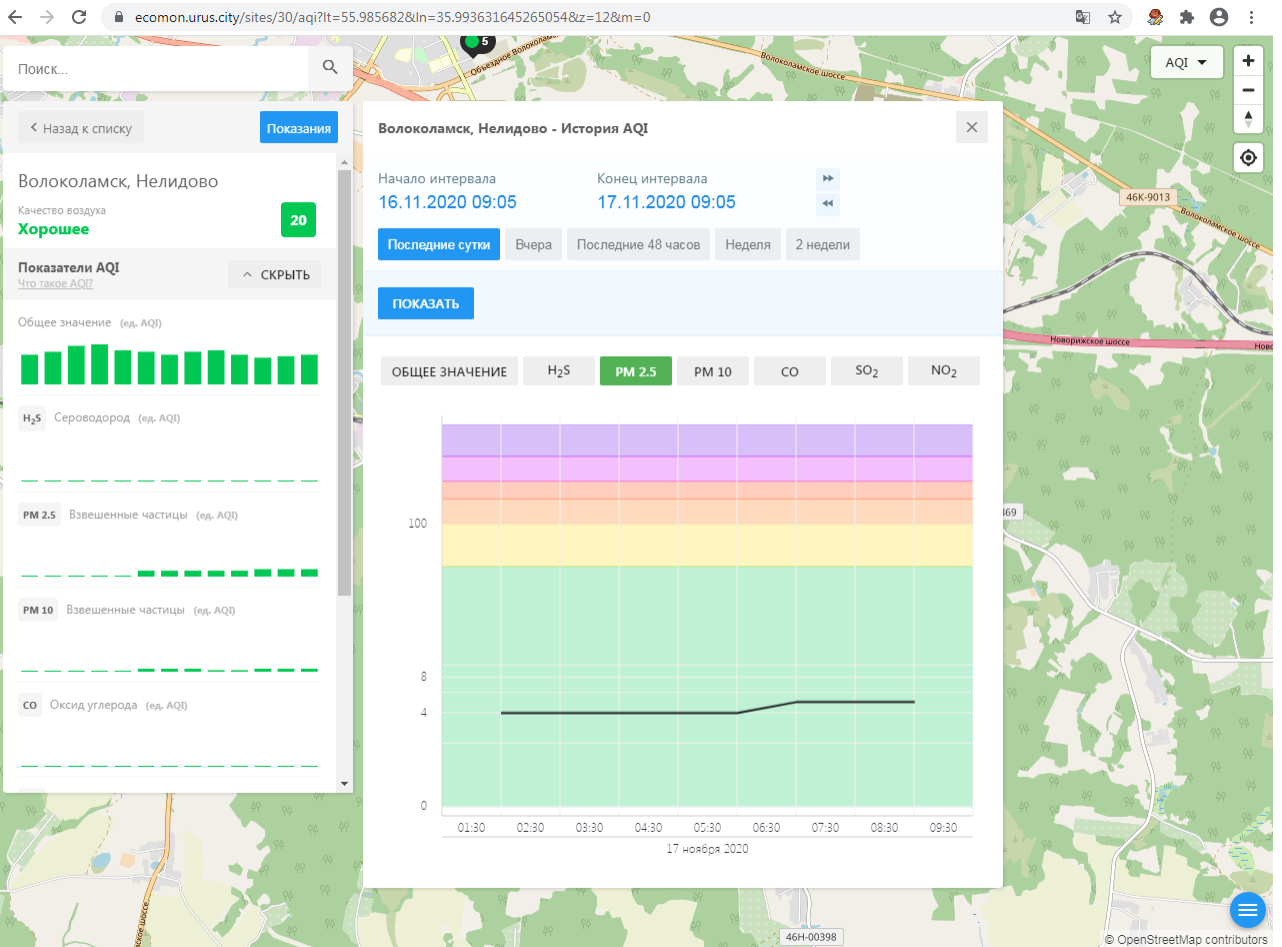 ecomon.urus.city/sites/30/aqi?lt=55.985682&ln=35.993631645265054&z=12&m=0
5
Объездное Волокола
Волоколамское шоссе
Поиск...
AQI
Назад к списку
Показания
Волоколамск, Нелидово
Качество воздуха
Хорошее
20
Показатели AQI
Что такое AQI?
СКРЫТЬ
Общее значение (ед. AQI)
H2S Сероводород (ед. AQI)
PM 2.5 Взвешенные частицы (ед. AQI)
PM 10 Взвешенные частицы (ед. AQI)
CO Оксид углерода (ед. AQI)
Волоколамск, Нелидово - История AQI
Начало интервала
Конец интервала
16.11.2020 09:05
17.11.2020 09:05
Последние сутки
Вчера
Последние 48 часов
Неделя
2 недели
ПОКАЗАТЬ
ОБЩЕЕ ЗНАЧЕНИЕ
H2S
PM 2.5
PM 10
CO
SO2
NO2
100
8
4
0
01:30 02:30 03:30 04:30 05:30 06:30 07:30 08:30 09:30
17 ноября 2020
46К-9013
Волоколамское шоссе
Новорижское шоссе
Ново
369
Волоколамское шоссе
46Н-00398
© OpenStreetMap contributors